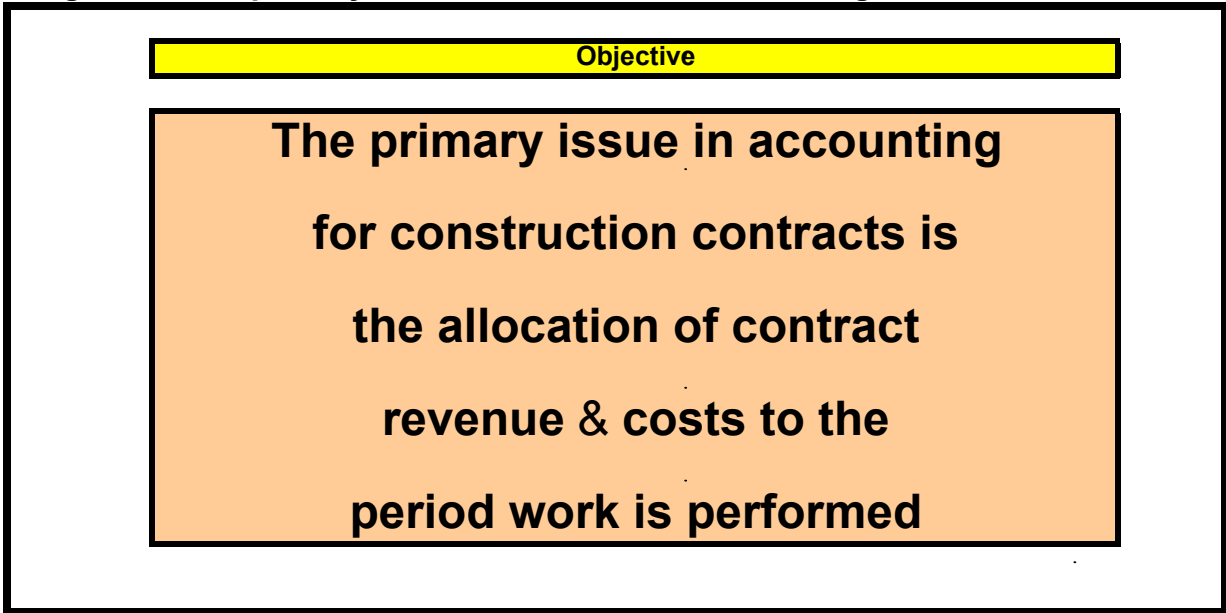 Objective
The primary issue in accounting
for construction contracts is
the allocation of contract
revenue & costs to the
period work is performed